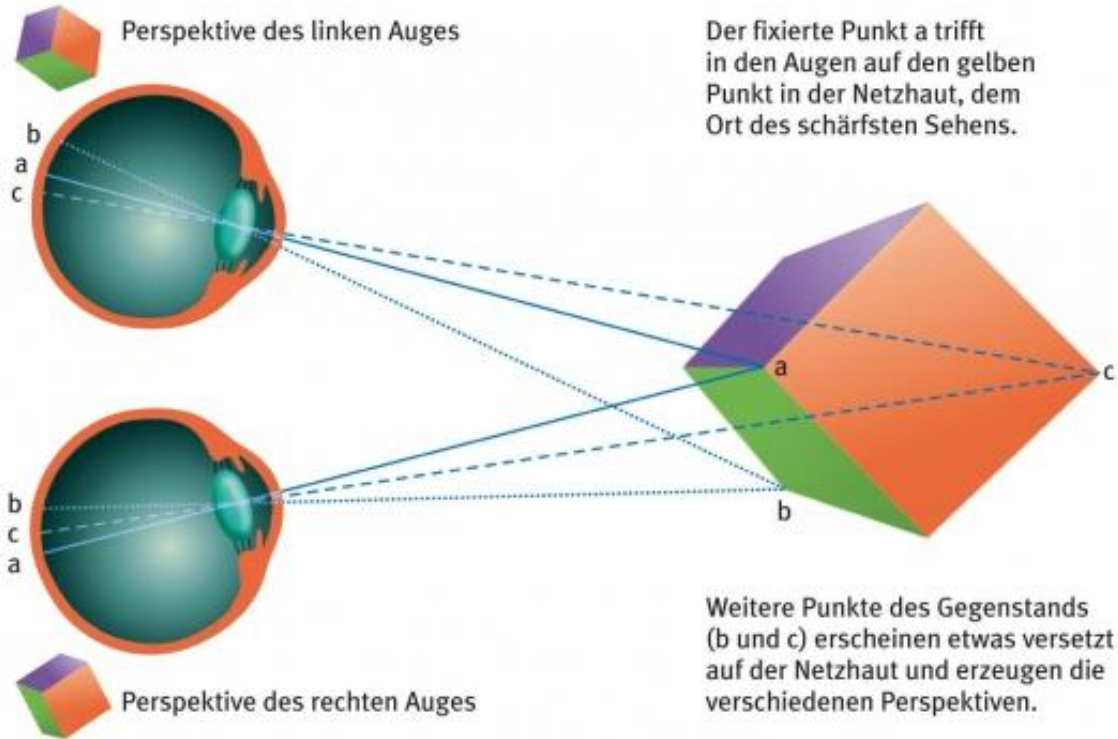 Perspektive des linken Auges
Der fixierte Punkt a trifft
in den Augen auf den gelben
Punkt in der Netzhaut, dem
Ort des schärfsten Sehens.
b
a
c
a
c
b
b
c
a
Perspektive des rechten Auges
Weitere Punkte des Gegenstands
(b und c) erscheinen etwas versetzt
auf der Netzhaut und erzeugen die
verschiedenen Perspektiven.